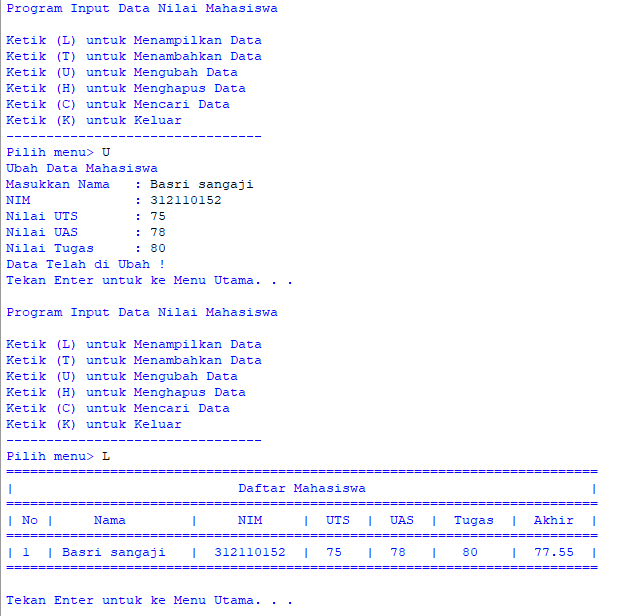 Program Input Data Nilai Mahasiswa
Ketik (L) untuk Menampilkan Data
Ketik (T) untuk Menambahkan Data
Ketik (U) untuk Mengubah Data
Ketik (H) untuk Menghapus Data
Ketik (C) untuk Mencari Data
Ketik (K) untuk Keluar
--------------------------------
Pilih menu> U
Ubah Data Mahasiswa
Masukkan Nama   : Basri sangaji
NIM             : 312110152
Nilai UTS       : 75
Nilai UAS       : 78
Nilai Tugas     : 80
Data Telah di Ubah !
Tekan Enter untuk ke Menu Utama. . .
Program Input Data Nilai Mahasiswa
Ketik (L) untuk Menampilkan Data
Ketik (T) untuk Menambahkan Data
Ketik (U) untuk Mengubah Data
Ketik (H) untuk Menghapus Data
Ketik (C) untuk Mencari Data
Ketik (K) untuk Keluar
--------------------------------
Pilih menu> L
==========================================================================
|                            Daftar Mahasiswa                            |
==========================================================================
| No |     Nama        |     NIM     |  UTS  |  UAS  |  Tugas  |  Akhir  |
==========================================================================
| 1  | Basri sangaji   |  312110152  |  75   |  78   |   80    |  77.55  |
==========================================================================
Tekan Enter untuk ke Menu Utama. . .